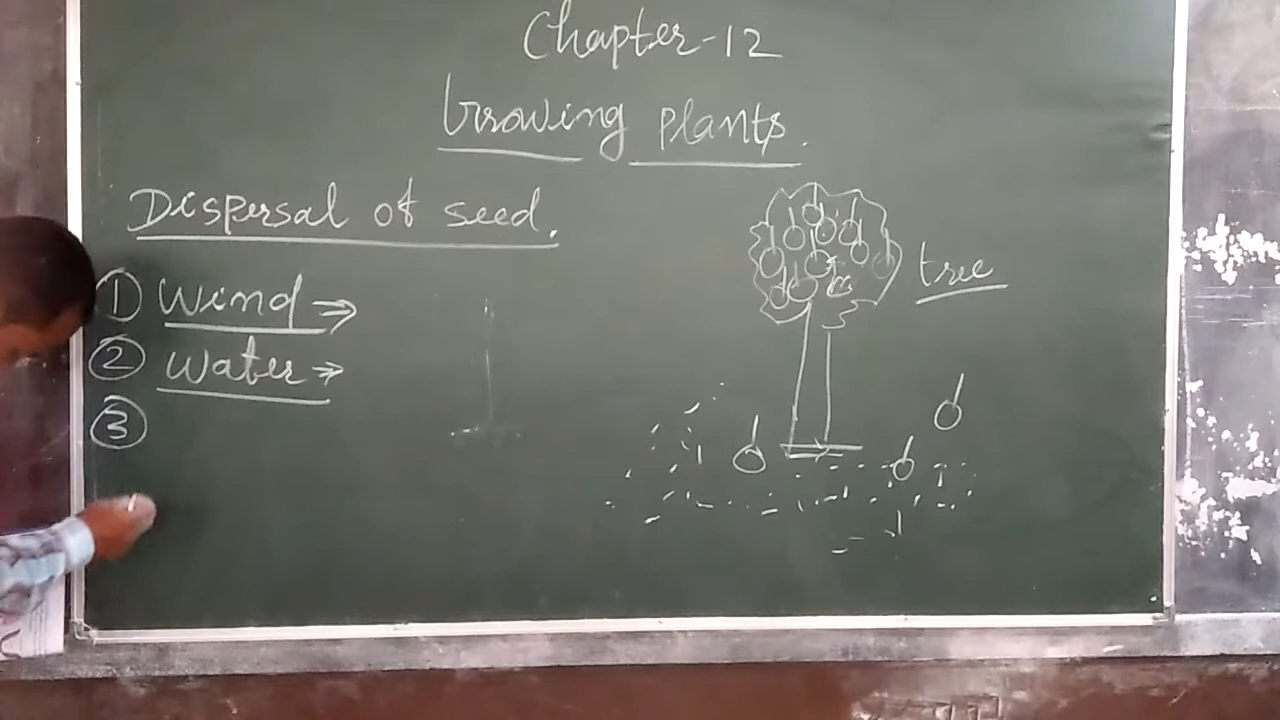 Chapter-12
Growing plants.
Dispersal of seed.
① Wind ⇒
② Water ⇒
③
tree